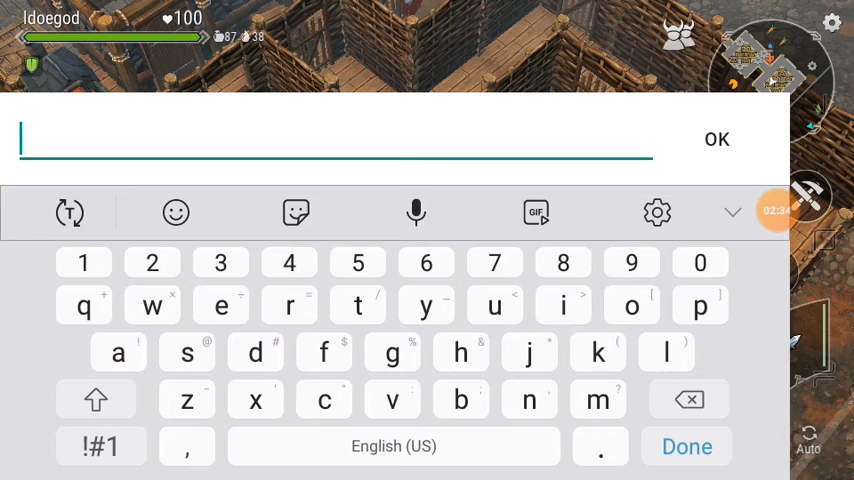 Idoegod
100
87 38
OK
T
GIF
02:34
1 2 3 4 5 6 7 8 9 0
q + w × e ÷ r = t / y _ u < i > o [ p ]
a ! s @ d # f $ g % h & j * k ( l )
z - x ' c " v : b ; n , m ?
!#1 , English (US) . Done
Auto